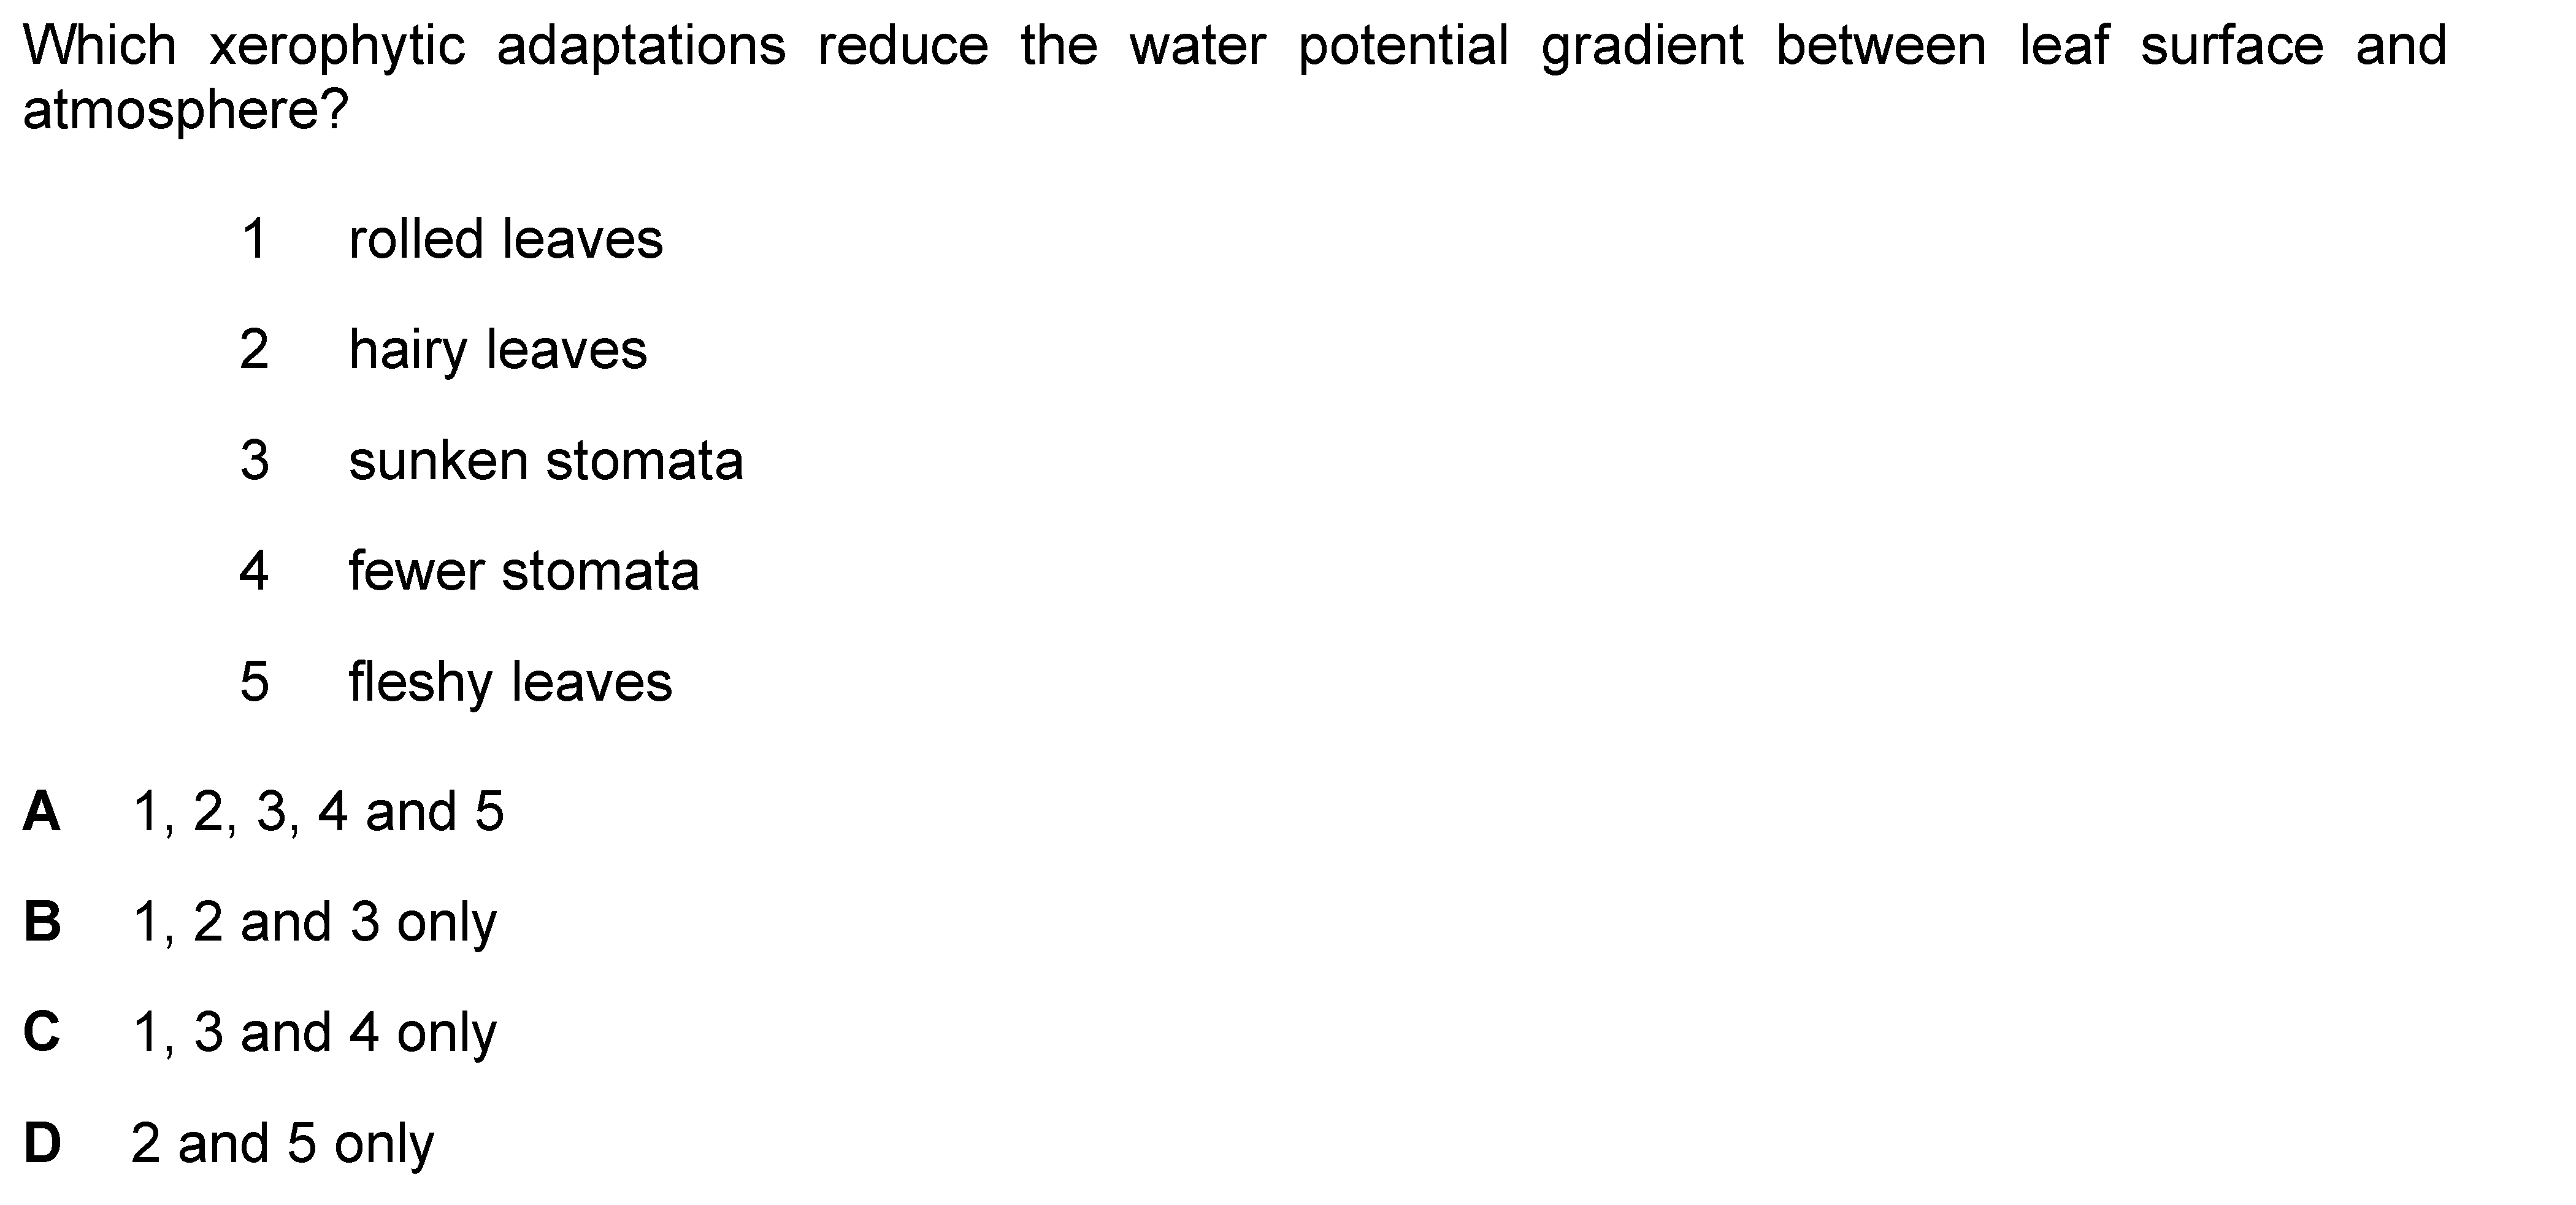 Which xerophytic adaptations reduce the water potential gradient between leaf surface and
atmosphere?
1 rolled leaves
2 hairy leaves
3 sunken stomata
4 fewer stomata
5 fleshy leaves
A 1, 2, 3, 4 and 5
B 1, 2 and 3 only
C 1, 3 and 4 only
D 2 and 5 only